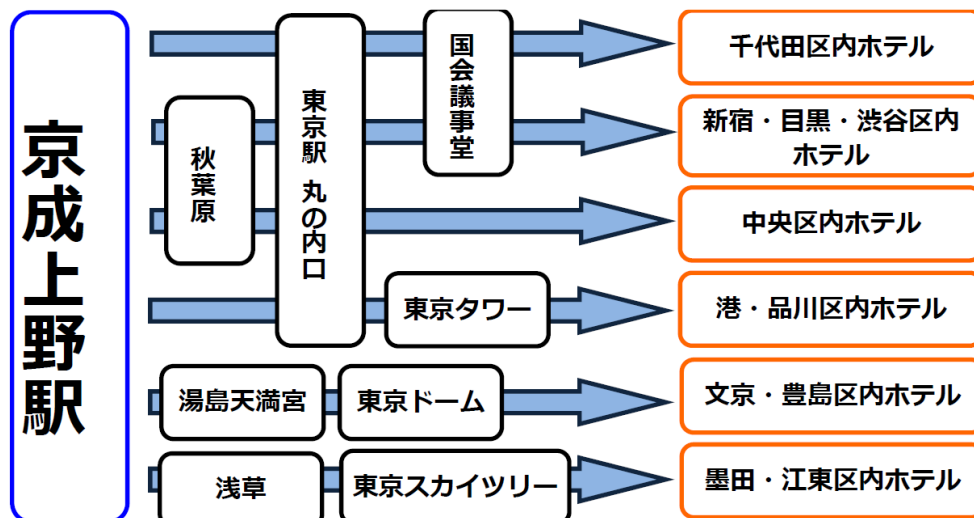 京成上野駅
秋葉原
東京駅 丸の内口
国会議事堂
千代田区内ホテル
新宿・目黒・渋谷区内
ホテル
中央区内ホテル
東京タワー
港・品川区内ホテル
湯島天満宮
東京ドーム
文京・豊島区内ホテル
浅草
東京スカイツリー
墨田・江東区内ホテル